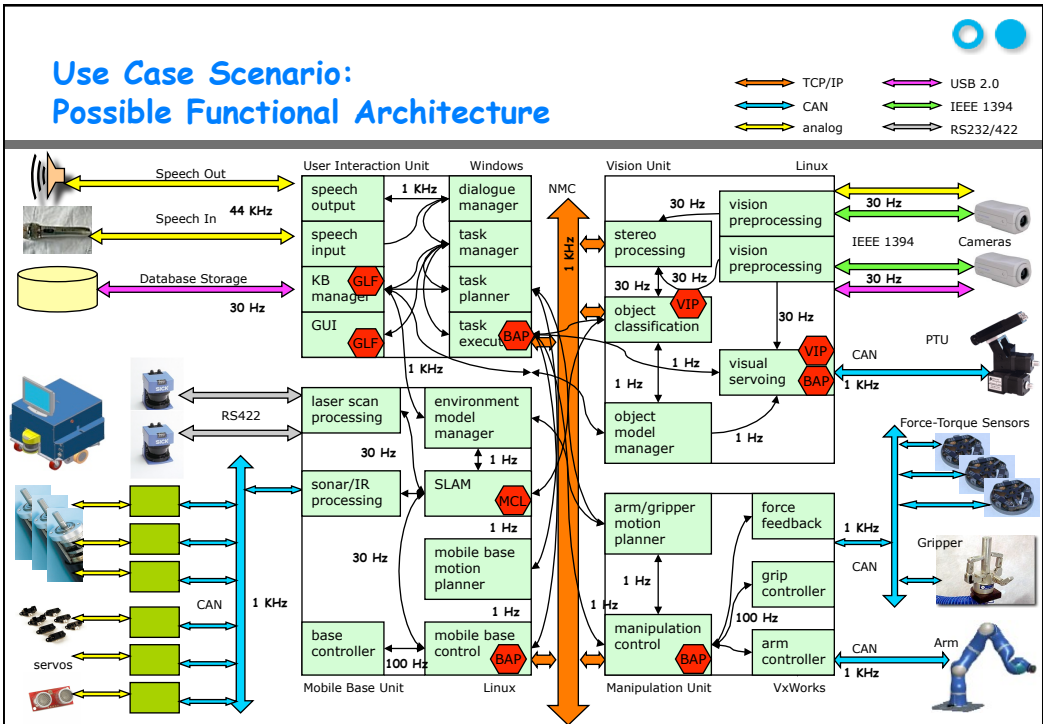 Use Case Scenario:
Possible Functional Architecture
TCP/IP
CAN
analog
USB 2.0
IEEE 1394
RS232/422
Speech Out
Speech In
44 KHz
Database Storage
30 Hz
User Interaction Unit
Windows
speech
output
1 KHz
dialogue
manager
speech
input
task
manager
KB
manager
GLF
task
planner
GUI
GLF
task
execut
BAP
1 KHz
NMC
1 KHz
Vision Unit
Linux
30 Hz
vision
preprocessing
stereo
processing
vision
preprocessing
30 Hz
30 Hz
VIP
object
classification
30 Hz
1 Hz
1 Hz
visual
servoing
VIP
BAP
object
model
manager
1 Hz
30 Hz
IEEE 1394
Cameras
30 Hz
CAN
1 KHz
PTU
RS422
laser scan
processing
environment
model
manager
30 Hz
1 Hz
sonar/IR
processing
SLAM
MCL
1 Hz
30 Hz
mobile base
motion
planner
1 Hz
base
controller
100 Hz
mobile base
control
BAP
Mobile Base Unit
Linux
CAN
1 KHz
servos
SICK
SICK
1 Hz
arm/gripper
motion
planner
force
feedback
1 Hz
grip
controller
100 Hz
manipulation
control
BAP
arm
controller
Manipulation Unit
VxWorks
Force-Torque Sensors
1 KHz
CAN
Gripper
CAN
1 KHz
Arm